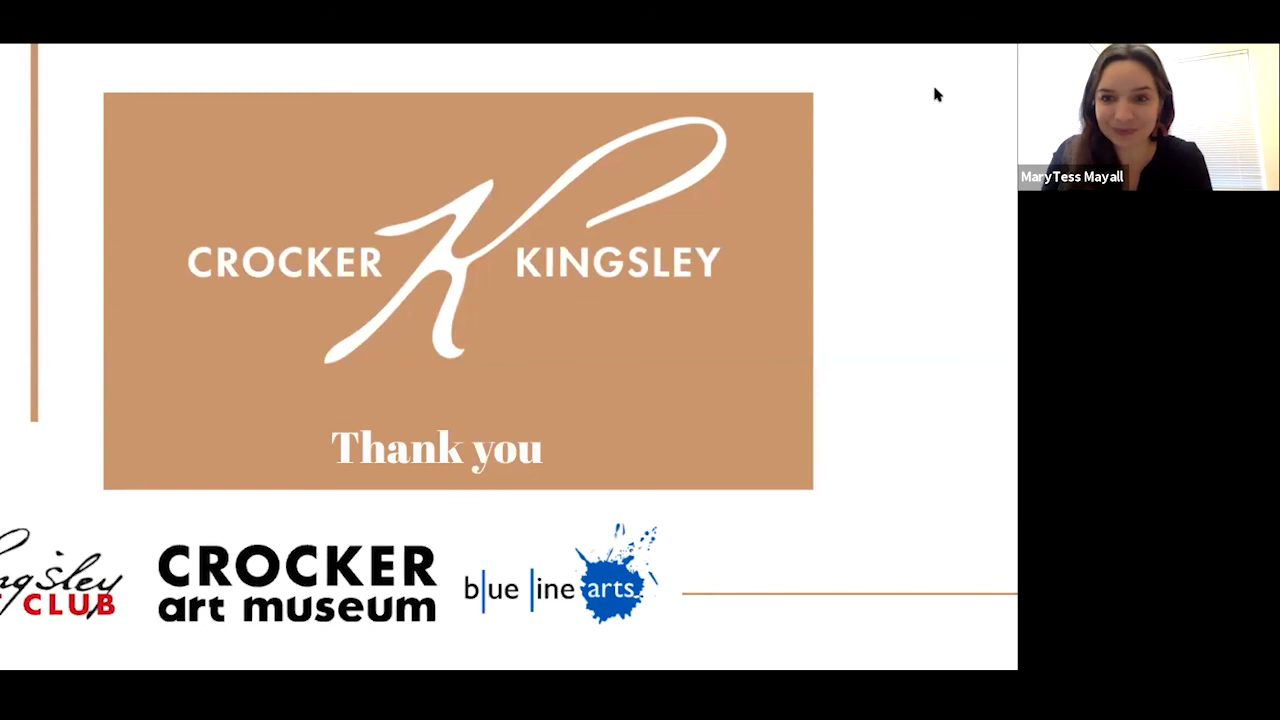 CROCKER K KINGSLEY
Thank you
CLUB
CROCKER
art museum
blue line arts
MaryTess Mayall